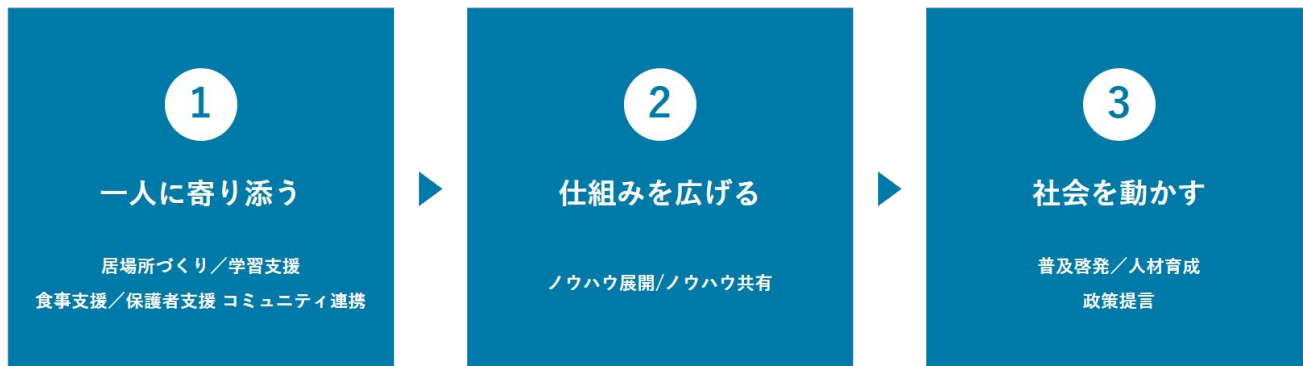 1
一人に寄り添う
居場所づくり／学習支援
食事支援／保護者支援 コミュニティ連携
2
仕組みを広げる
ノウハウ展開/ノウハウ共有
3
社会を動かす
普及啓発／人材育成
政策提言